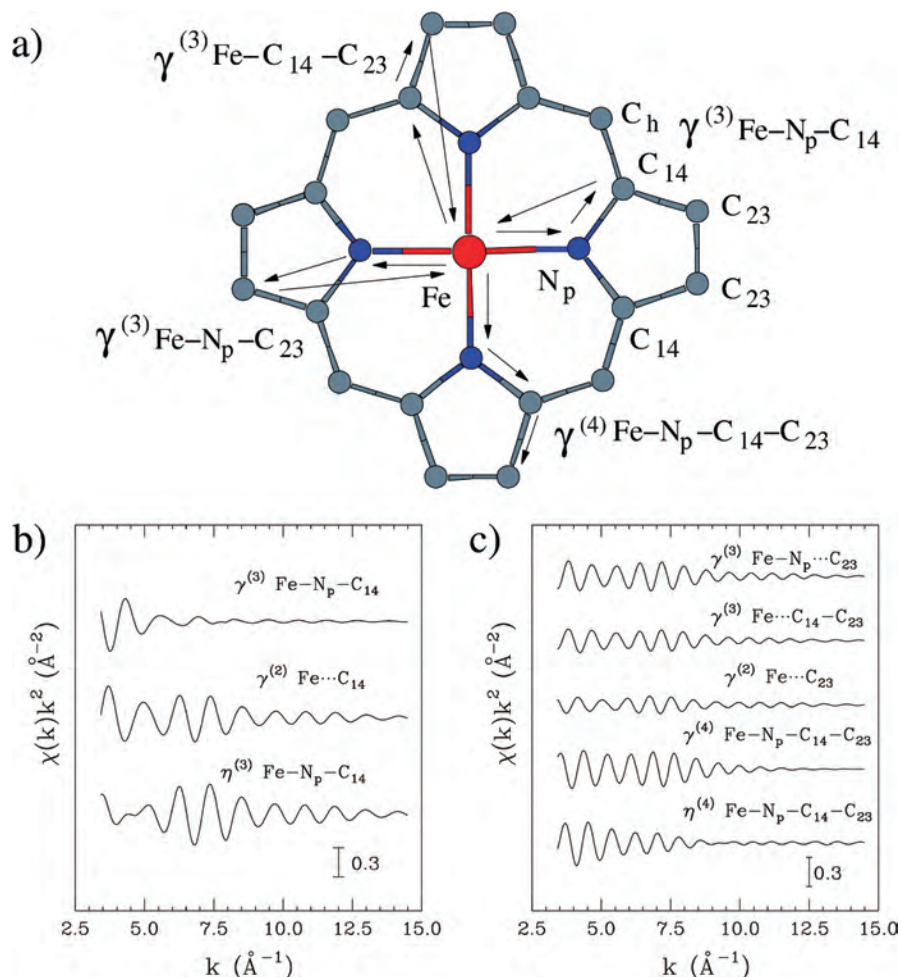 a)
γ(3)Fe–C14–C23
Ch
γ(3)Fe–Np–C14
C14
C23
Fe
Np
C23
γ(3)Fe–Np–C23
C14
γ(4)Fe–Np–C14–C23
b)
χ(k)k2 (Å−2)
γ(3) Fe–Np–C14
γ(2) Fe···C14
η(3) Fe–Np–C14
0.3
2.5 5.0 7.5 10.0 12.5 15.0
k (Å−1)
c)
χ(k)k2 (Å−2)
γ(3) Fe–Np···C23
γ(3) Fe···C14–C23
γ(2) Fe···C23
γ(4) Fe–Np–C14–C23
η(4) Fe–Np–C14–C23
0.3
2.5 5.0 7.5 10.0 12.5 15.0
k (Å−1)